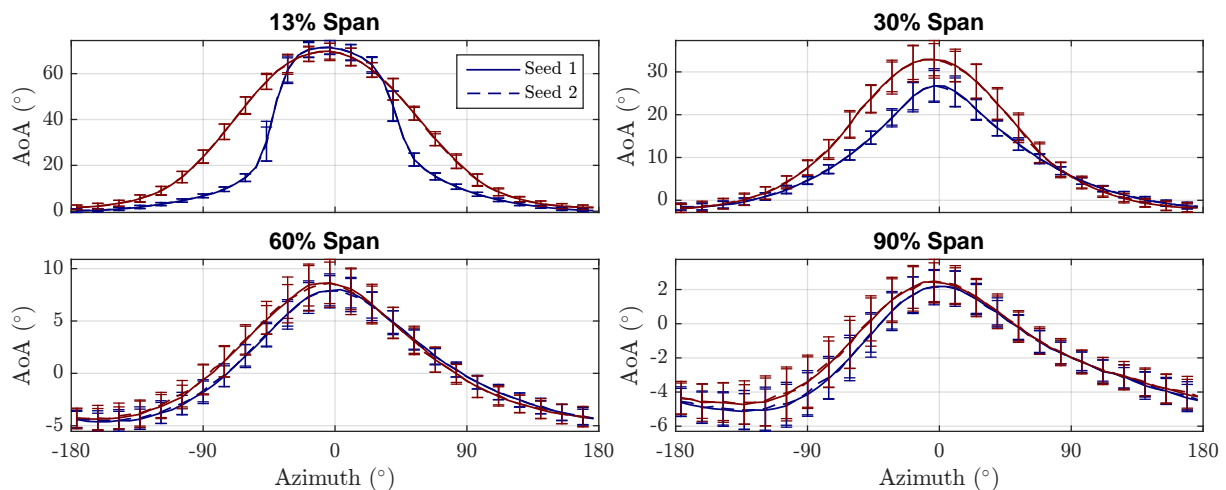 13% Span
30% Span
AoA (°)
60
40
20
0
Seed 1
Seed 2
AoA (°)
30
20
10
0
60% Span
90% Span
AoA (°)
10
5
0
-5
-180
-90
0
90
180
Azimuth (°)
AoA (°)
2
0
-2
-4
-6
-180
-90
0
90
180
Azimuth (°)